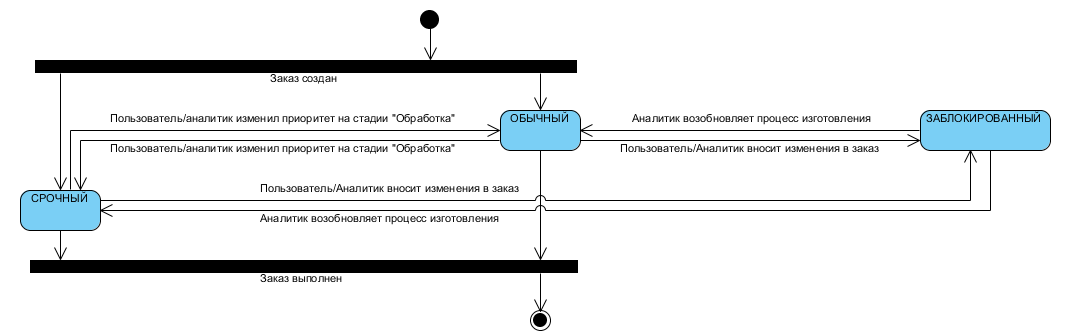 Заказ создан
Пользователь/аналитик изменил приоритет на стадии "Обработка"
ОБЫЧНЫЙ
Аналитик возобновляет процесс изготовления
ЗАБЛОКИРОВАННЫЙ
Пользователь/аналитик изменил приоритет на стадии "Обработка"
Пользователь/Аналитик вносит изменения в заказ
СРОЧНЫЙ
Пользователь/Аналитик вносит изменения в заказ
Аналитик возобновляет процесс изготовления
Заказ выполнен